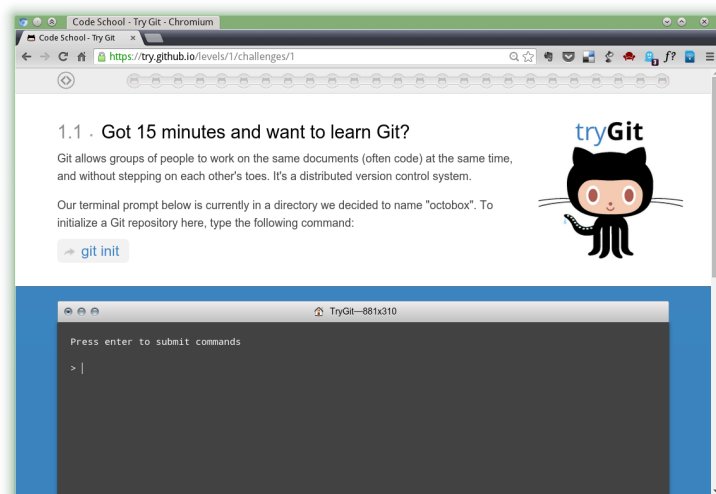 Code School - Try Git - Chromium
Code School - Try Git
https://try.github.io/levels/1/challenges/1
f?
1.1 · Got 15 minutes and want to learn Git?
tryGit
Git allows groups of people to work on the same documents (often code) at the same time,
and without stepping on each other's toes. It's a distributed version control system.
Our terminal prompt below is currently in a directory we decided to name "octobox". To
initialize a Git repository here, type the following command:
git init
TryGit—881x310
Press enter to submit commands
>